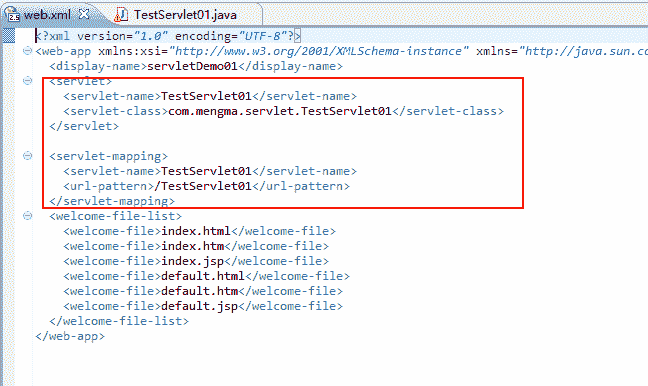 web.xml TestServlet01.java
<?xml version="1.0" encoding="UTF-8"?>
<web-app xmlns:xsi="http://www.w3.org/2001/XMLSchema-instance" xmlns="http://java.sun.co
<display-name>servletDemo01</display-name>
<servlet>
<servlet-name>TestServlet01</servlet-name>
<servlet-class>com.mengma.servlet.TestServlet01</servlet-class>
</servlet>
<servlet-mapping>
<servlet-name>TestServlet01</servlet-name>
<url-pattern>/TestServlet01</url-pattern>
</servlet-mapping>
<welcome-file-list>
<welcome-file>index.html</welcome-file>
<welcome-file>index.htm</welcome-file>
<welcome-file>index.jsp</welcome-file>
<welcome-file>default.html</welcome-file>
<welcome-file>default.htm</welcome-file>
<welcome-file>default.jsp</welcome-file>
</welcome-file-list>
</web-app>